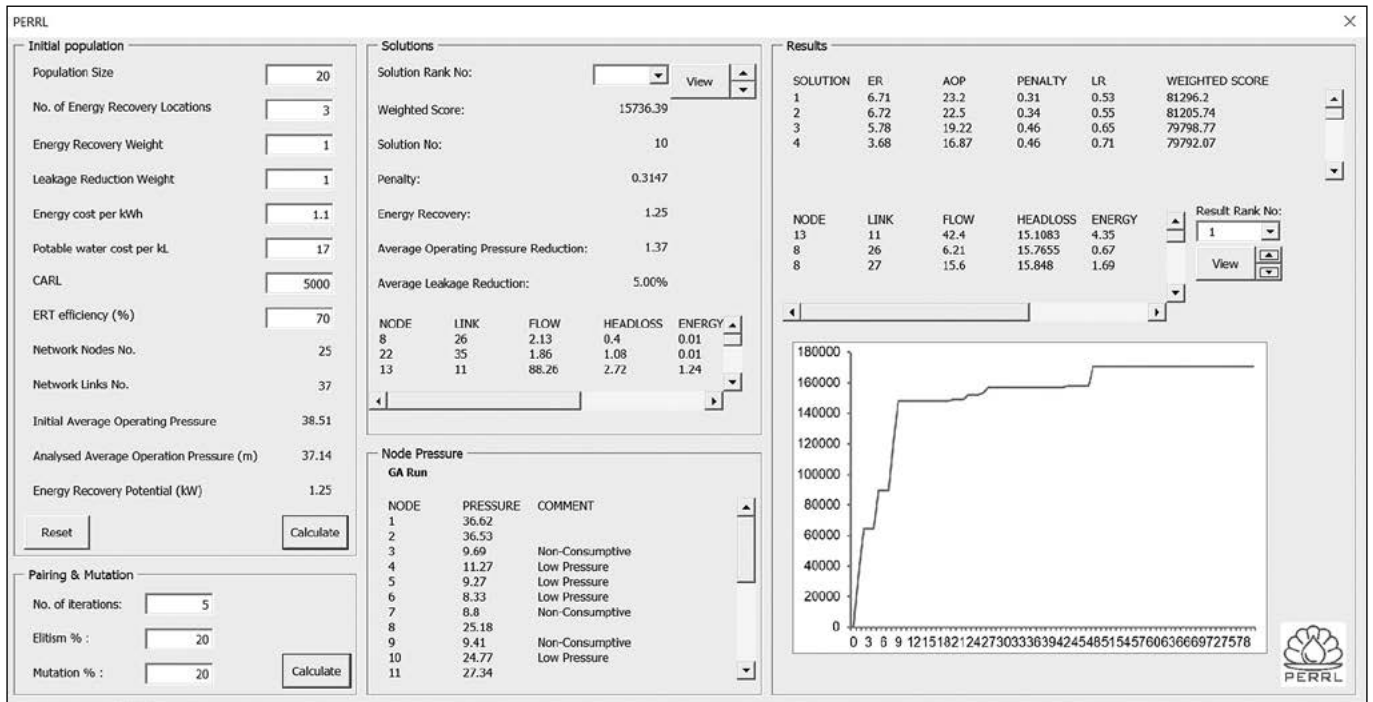 PERRL
Initial population
Population Size 20
No. of Energy Recovery Locations 3
Energy Recovery Weight 1
Leakage Reduction Weight 1
Energy cost per kWh 1.1
Potable water cost per kL 17
CARL 5000
ERT efficiency (%) 70
Network Nodes No. 25
Network Links No. 37
Initial Average Operating Pressure 38.51
Analysed Average Operation Pressure (m) 37.14
Energy Recovery Potential (kW) 1.25
Reset Calculate
Pairing & Mutation
No. of iterations: 5
Elitism % : 20
Mutation % : 20
Calculate
Solutions
Solution Rank No: View
Weighted Score: 15736.39
Solution No: 10
Penalty: 0.3147
Energy Recovery: 1.25
Average Operating Pressure Reduction: 1.37
Average Leakage Reduction: 5.00%
NODE LINK FLOW HEADLOSS ENERGY
8 26 2.13 0.4 0.01
22 35 1.86 1.08 0.01
13 11 88.26 2.72 1.24
Node Pressure
GA Run
NODE PRESSURE COMMENT
1 36.62
2 36.53
3 9.69 Non-Consumptive
4 11.27 Low Pressure
5 9.27 Low Pressure
6 8.33 Low Pressure
7 8.8 Non-Consumptive
8 25.18
9 9.41 Non-Consumptive
10 24.77 Low Pressure
11 27.34
Results
SOLUTION ER AOP PENALTY LR WEIGHTED SCORE
1 6.71 23.2 0.31 0.53 81296.2
2 6.72 22.5 0.34 0.55 81205.74
3 5.78 19.22 0.46 0.65 79798.77
4 3.68 16.87 0.46 0.71 79792.07
NODE LINK FLOW HEADLOSS ENERGY
13 11 42.4 15.1083 4.35
8 26 6.21 15.7655 0.67
8 27 15.6 15.848 1.69
Result Rank No:
1
View
180000
160000
140000
120000
100000
80000
60000
40000
20000
0
0 3 6 9 12151821242730333639424548515457606366697275 78
PERRL